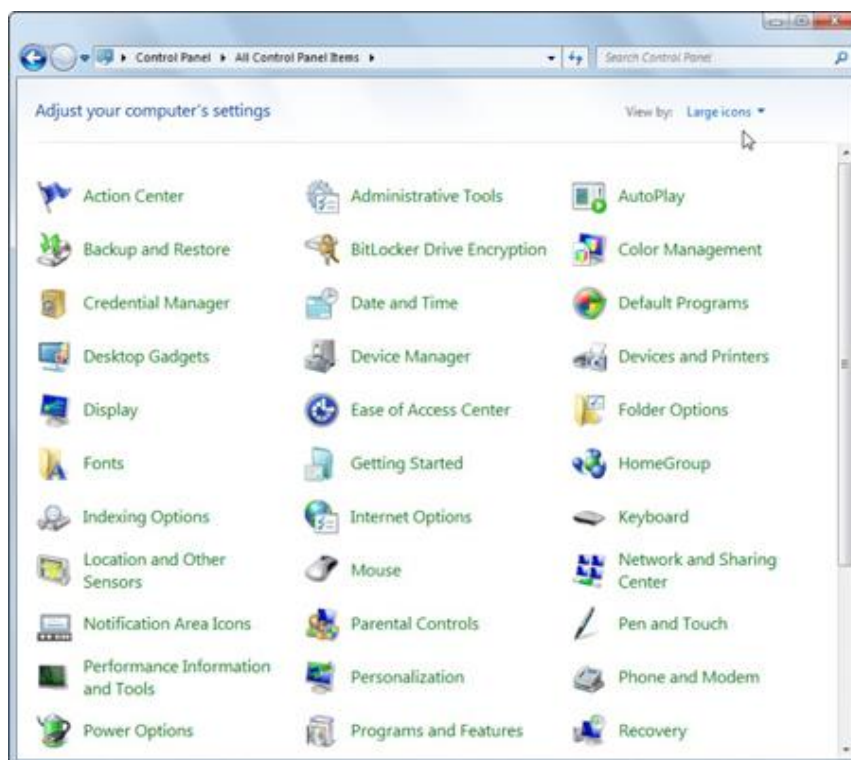 Control Panel All Control Panel Items Search Control Panel
Adjust your computer's settings View by: Large icons
Action Center Administrative Tools AutoPlay
Backup and Restore BitLocker Drive Encryption Color Management
Credential Manager Date and Time Default Programs
Desktop Gadgets Device Manager Devices and Printers
Display Ease of Access Center Folder Options
Fonts Getting Started HomeGroup
Indexing Options Internet Options Keyboard
Location and Other Sensors Mouse Network and Sharing Center
Notification Area Icons Parental Controls Pen and Touch
Performance Information and Tools Personalization Phone and Modem
Power Options Programs and Features Recovery